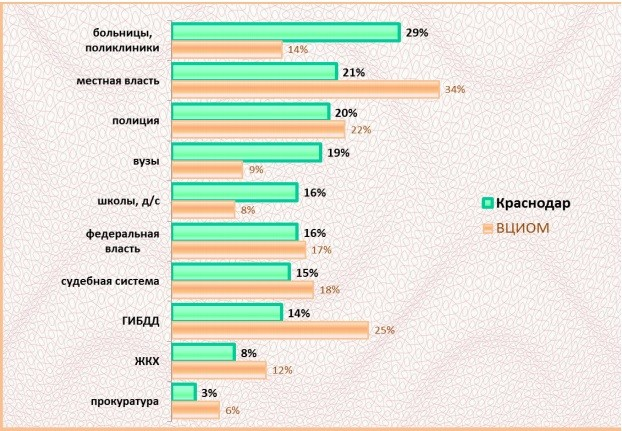 больницы,
поликлиники
29%
14%
местная власть
21%
34%
полиция
20%
22%
вузы
19%
9%
школы, д/с
16%
8%
федеральная
власть
16%
17%
судебная система
15%
18%
ГИБДД
14%
25%
ЖКХ
8%
12%
прокуратура
3%
6%
Краснодар
ВЦИОМ